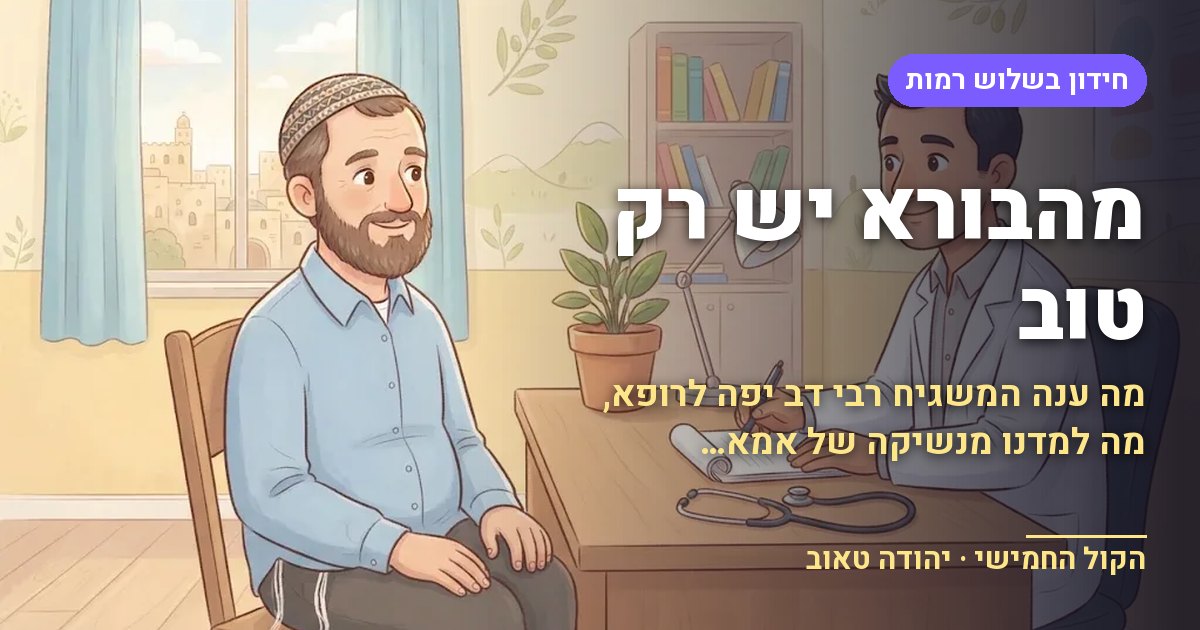 חידון בשלוש רמות
מהבורא יש רק
טוב
מה ענה המשגיח רבי דב יפה לרופא,
מה למדנו מנשיקה של אמא...
הקול החמישי · יהודה טאוב